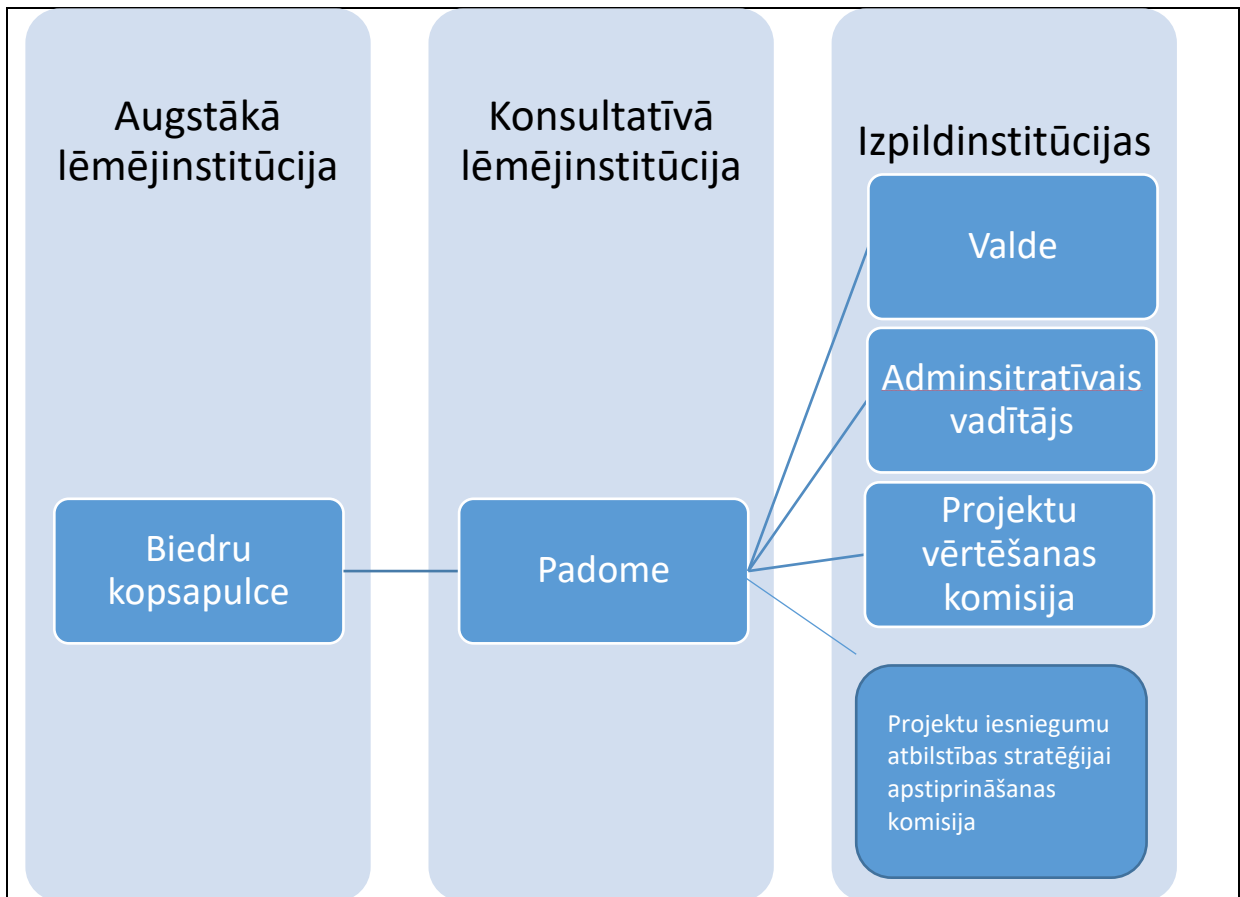 Augstākā
lēmējinstitūcija
Biedru
kopsapulce
Konsultatīvā
lēmējinstitūcija
Padome
Izpildinstitūcijas
Valde
Adminsitratīvais
vadītājs
Projektu
vērtēšanas
komisija
Projektu iesniegumu
atbilstības stratēģijai
apstiprināšanas
komisija